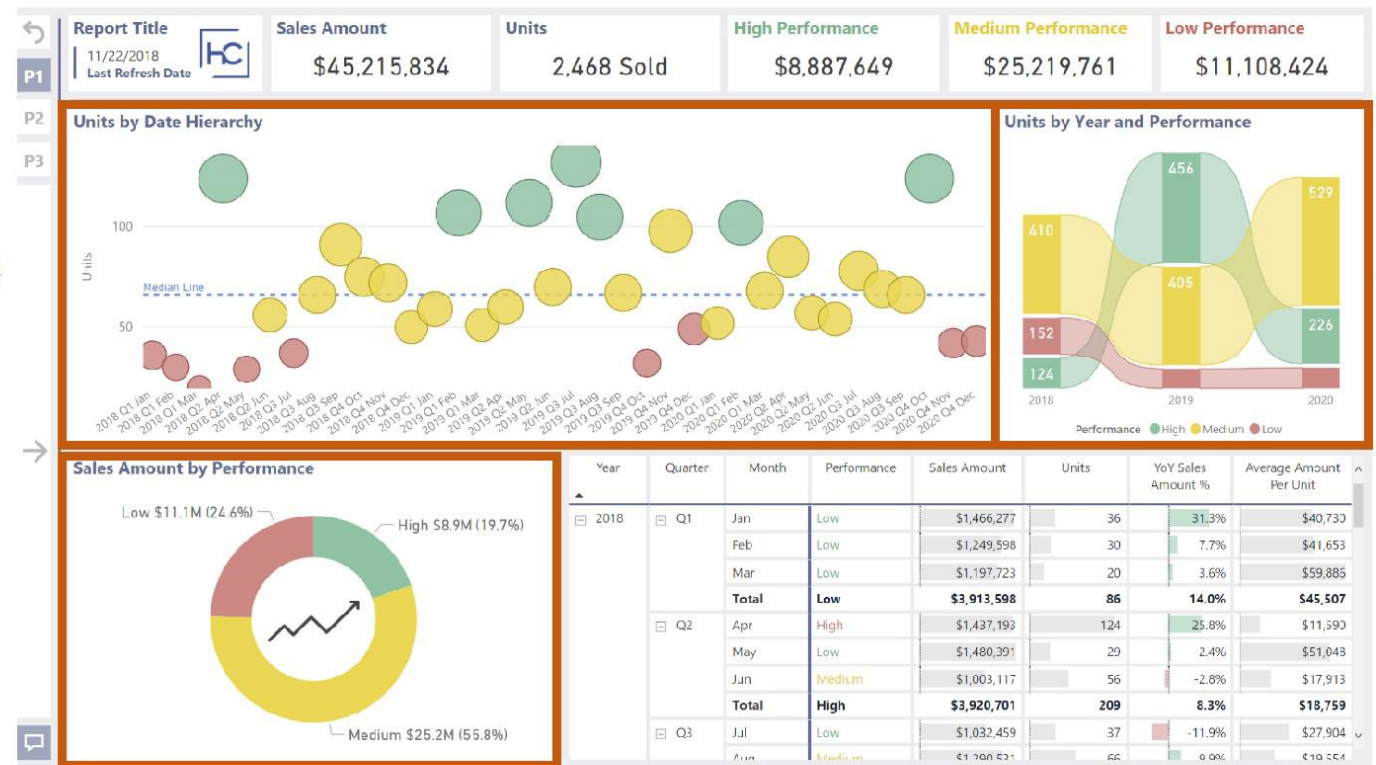 Report Title
11/22/2018
Last Refresh Date
HC
Sales Amount
$45,215,834
Units
2,468 Sold
High Performance
$8,887,649
Medium Performance
$25,219,761
Low Performance
$11,108,424
P1
P2
P3
Units by Date Hierarchy
Units
100
50
Median Line
2018 Q1 Jan
2018 Q1 Feb
2018 Q1 Mar
2018 Q2 Apr
2018 Q2 May
2018 Q2 Jun
2018 Q3 Jul
2018 Q3 Aug
2018 Q3 Sep
2018 Q4 Oct
2018 Q4 Nov
2018 Q4 Dec
2019 Q1 Jan
2019 Q1 Feb
2019 Q1 Mar
2019 Q2 Apr
2019 Q2 May
2019 Q2 Jun
2019 Q3 Jul
2019 Q3 Aug
2019 Q3 Sep
2019 Q4 Oct
2019 Q4 Nov
2019 Q4 Dec
2020 Q1 Jan
2020 Q1 Feb
2020 Q1 Mar
2020 Q2 Apr
2020 Q2 May
2020 Q2 Jun
2020 Q3 Jul
2020 Q3 Aug
2020 Q3 Sep
2020 Q4 Oct
2020 Q4 Nov
2020 Q4 Dec
Units by Year and Performance
456
529
410
405
152
226
124
2018 2019 2020
Performance High Medium Low
Sales Amount by Performance
Low $11.1M (24.6%)
High $8.9M (19.7%)
Medium $25.2M (55.8%)
Year Quarter Month Performance Sales Amount Units YoY Sales Amount % Average Amount Per Unit
2018 Q1 Jan Low $1,466,277 36 31.3% $40,730
Feb Low $1,249,598 30 7.7% $41,653
Mar Low $1,197,723 20 3.6% $59,886
Total Low $3,913,598 86 14.0% $45,507
Q2 Apr High $1,437,193 124 25.8% $11,590
May Low $1,480,391 29 2.4% $51,048
Jun Medium $1,003,117 56 -2.8% $17,913
Total High $3,920,701 209 8.3% $18,759
Q3 Jul Low $1,032,459 37 -11.9% $27,904
Aug Medium $1,290,531 66 9.9% $19,554